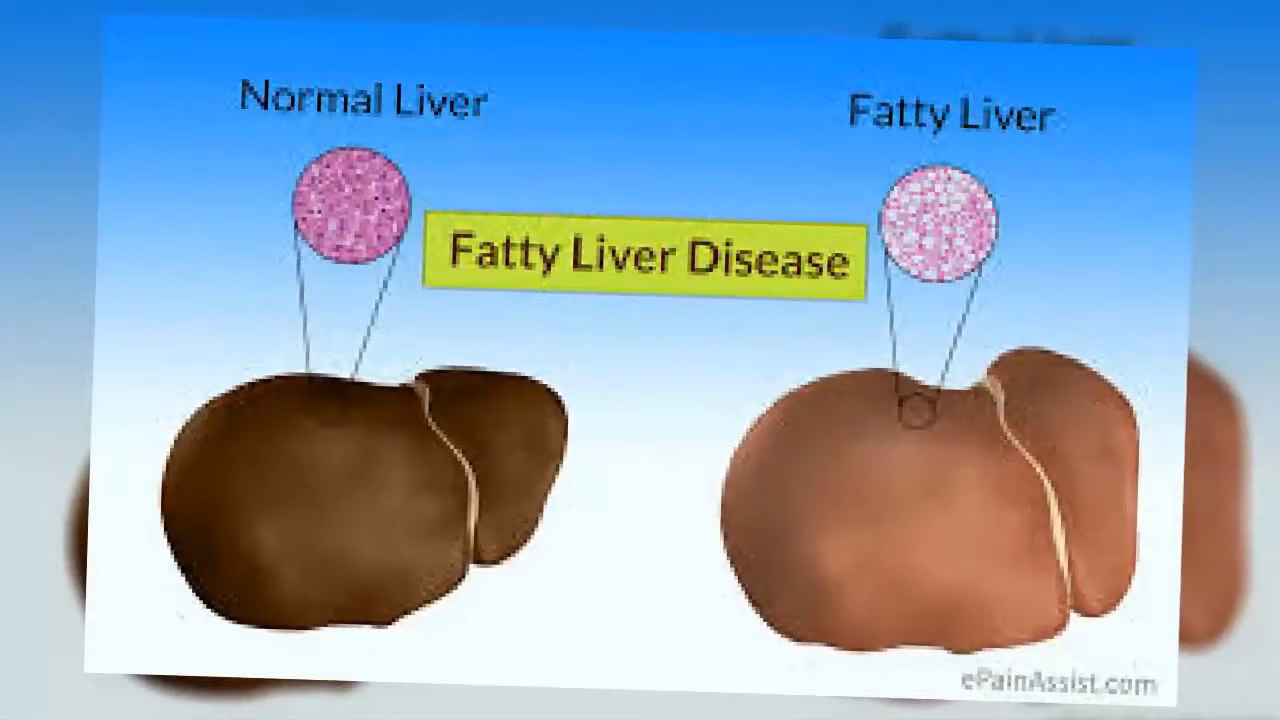 Normal Liver
Fatty Liver
Fatty Liver Disease
ePainAssist.com